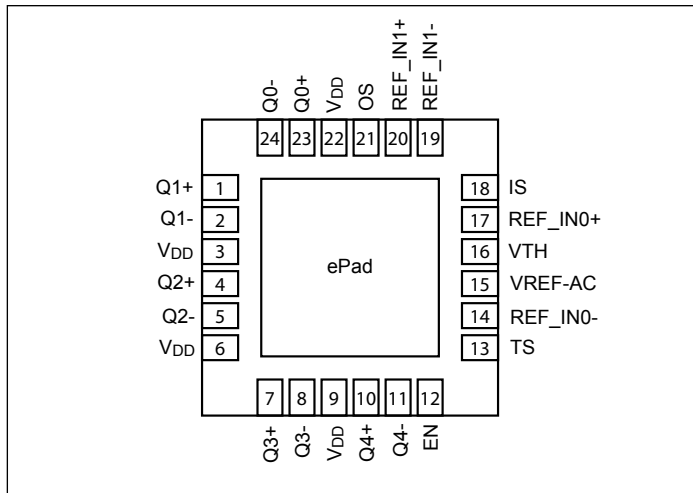 Q0-
Q0+
VDD
OS
REF_IN1+
REF_IN1-
24
23
22
21
20
19
Q1+ 1
Q1- 2
VDD 3
Q2+ 4
Q2- 5
VDD 6
ePad
18 IS
17 REF_IN0+
16 VTH
15 VREF-AC
14 REF_IN0-
13 TS
7
8
9
10
11
12
Q3+
Q3-
VDD
Q4+
Q4-
EN